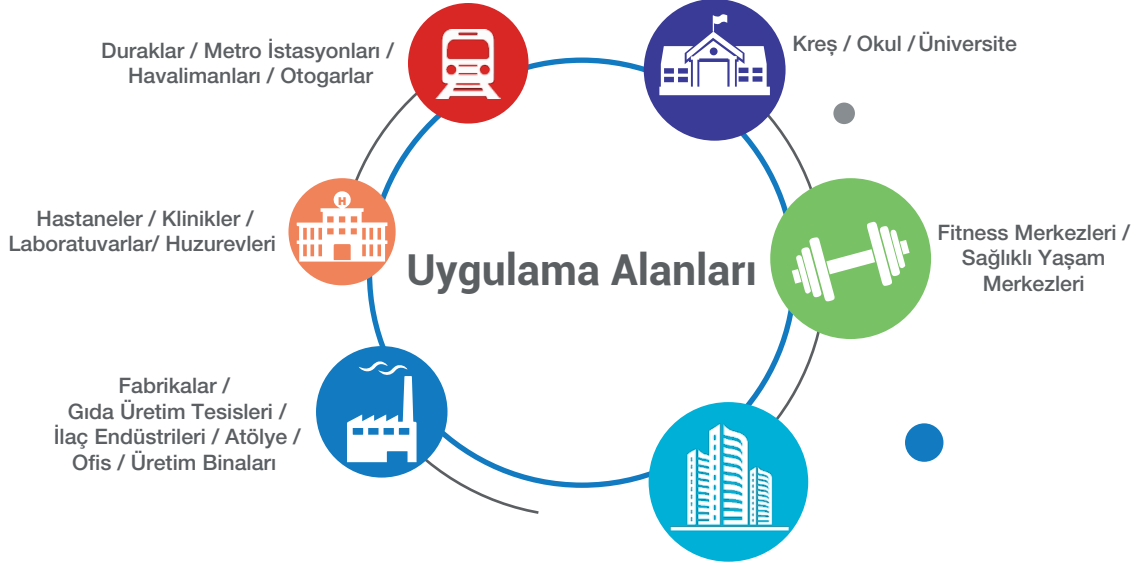 Duraklar / Metro İstasyonları /
Havalimanları / Otogarlar
Kreş / Okul / Üniversite
Hastaneler / Klinikler /
Laboratuvarlar/ Huzurevleri
H
Uygulama Alanları
Fitness Merkezleri /
Sağlıklı Yaşam
Merkezleri
Fabrikalar /
Gıda Üretim Tesisleri /
İlaç Endüstrileri / Atölye /
Ofis / Üretim Binaları